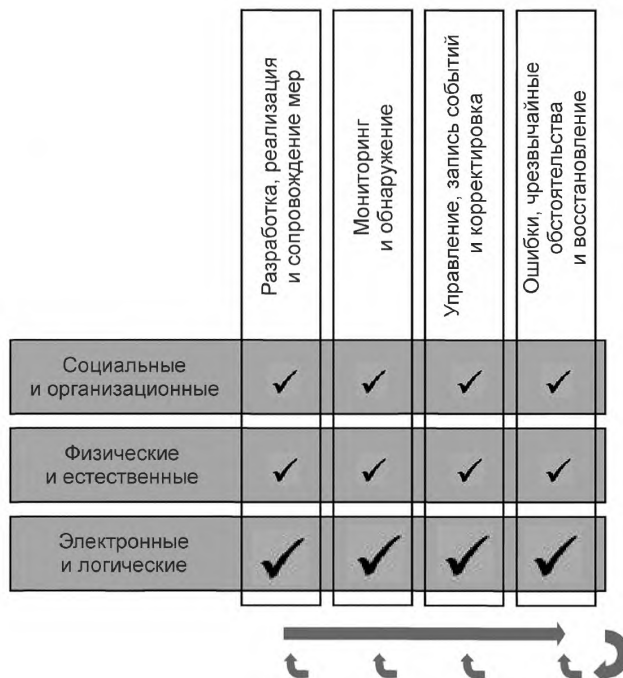 Разработка, реализация
и сопровождение мер
Мониторинг
и обнаружение
Управление, запись событий
и корректировка
Ошибки, чрезвычайные
обстоятельства
и восстановление
Социальные
и организационные
Физические
и естественные
Электронные
и логические